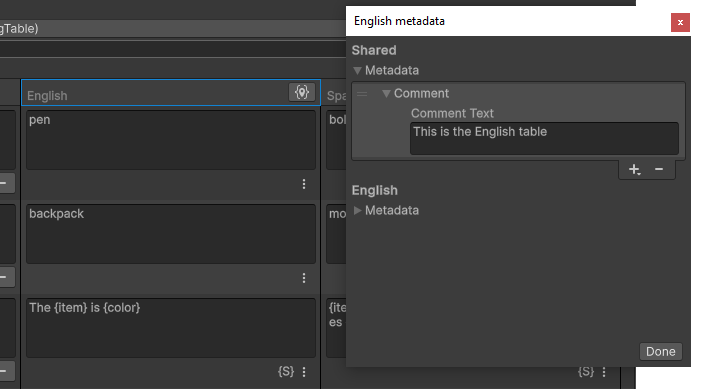 gTable)
English metadata
x
Shared
Metadata
Comment
Comment Text
This is the English table
English
Metadata
Done
English
Spa
pen
bol
backpack
mo
The {item} is {color}
{ite
es
{S}
{S}